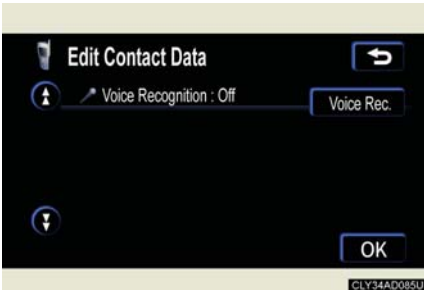 Edit Contact Data
Voice Recognition : Off
Voice Rec.
OK
CLY34AD085U